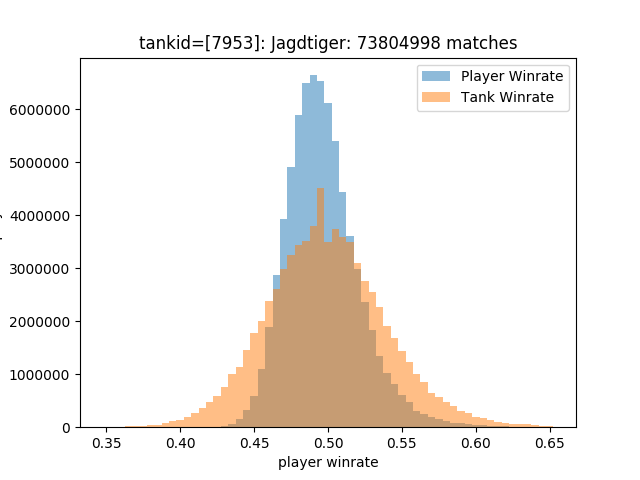 tankid=[7953]: Jagdtiger: 73804998 matches
Player Winrate
Tank Winrate
6000000
5000000
4000000
3000000
2000000
1000000
0
0.35 0.40 0.45 0.50 0.55 0.60 0.65
player winrate